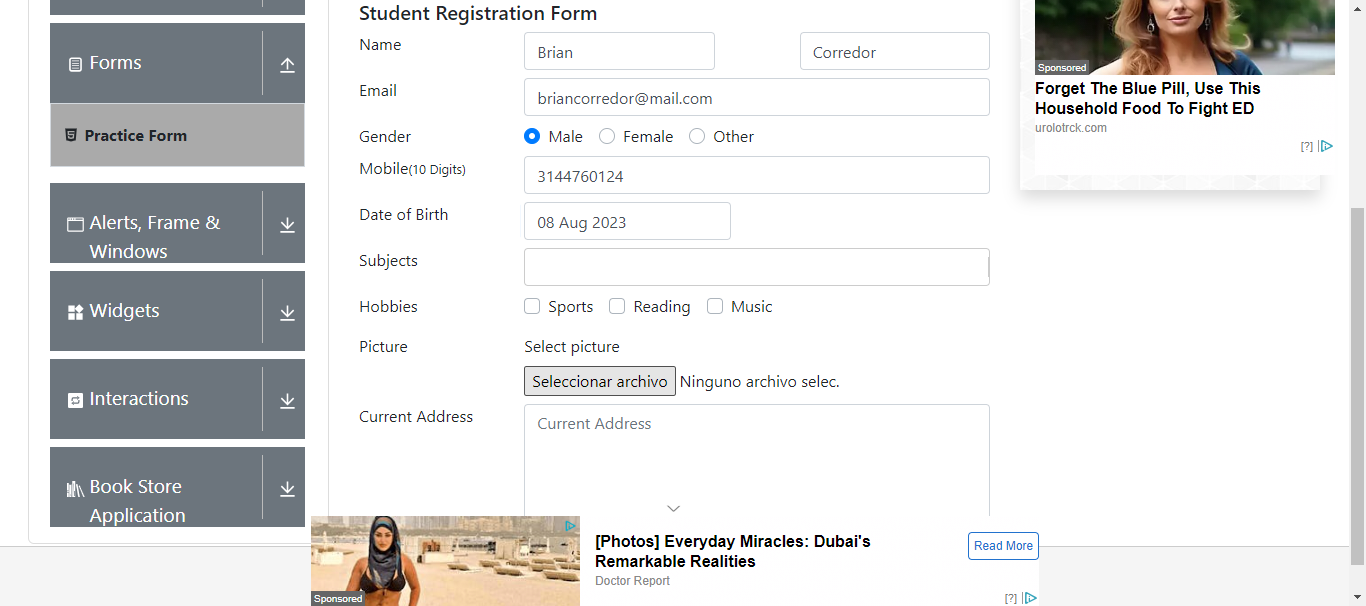 Forms
Practice Form
Alerts, Frame &
Windows
Widgets
Interactions
Book Store
Application
Student Registration Form
Name
Brian
Corredor
Email
briancorredor@mail.com
Gender
Male
Female
Other
Mobile(10 Digits)
3144760124
Date of Birth
08 Aug 2023
Subjects
Hobbies
Sports
Reading
Music
Picture
Select picture
Seleccionar archivo Ninguno archivo selec.
Current Address
Current Address
Sponsored
Forget The Blue Pill, Use This
Household Food To Fight ED
urolotrck.com
[?]
Sponsored
[Photos] Everyday Miracles: Dubai's
Remarkable Realities
Doctor Report
Read More
[?]